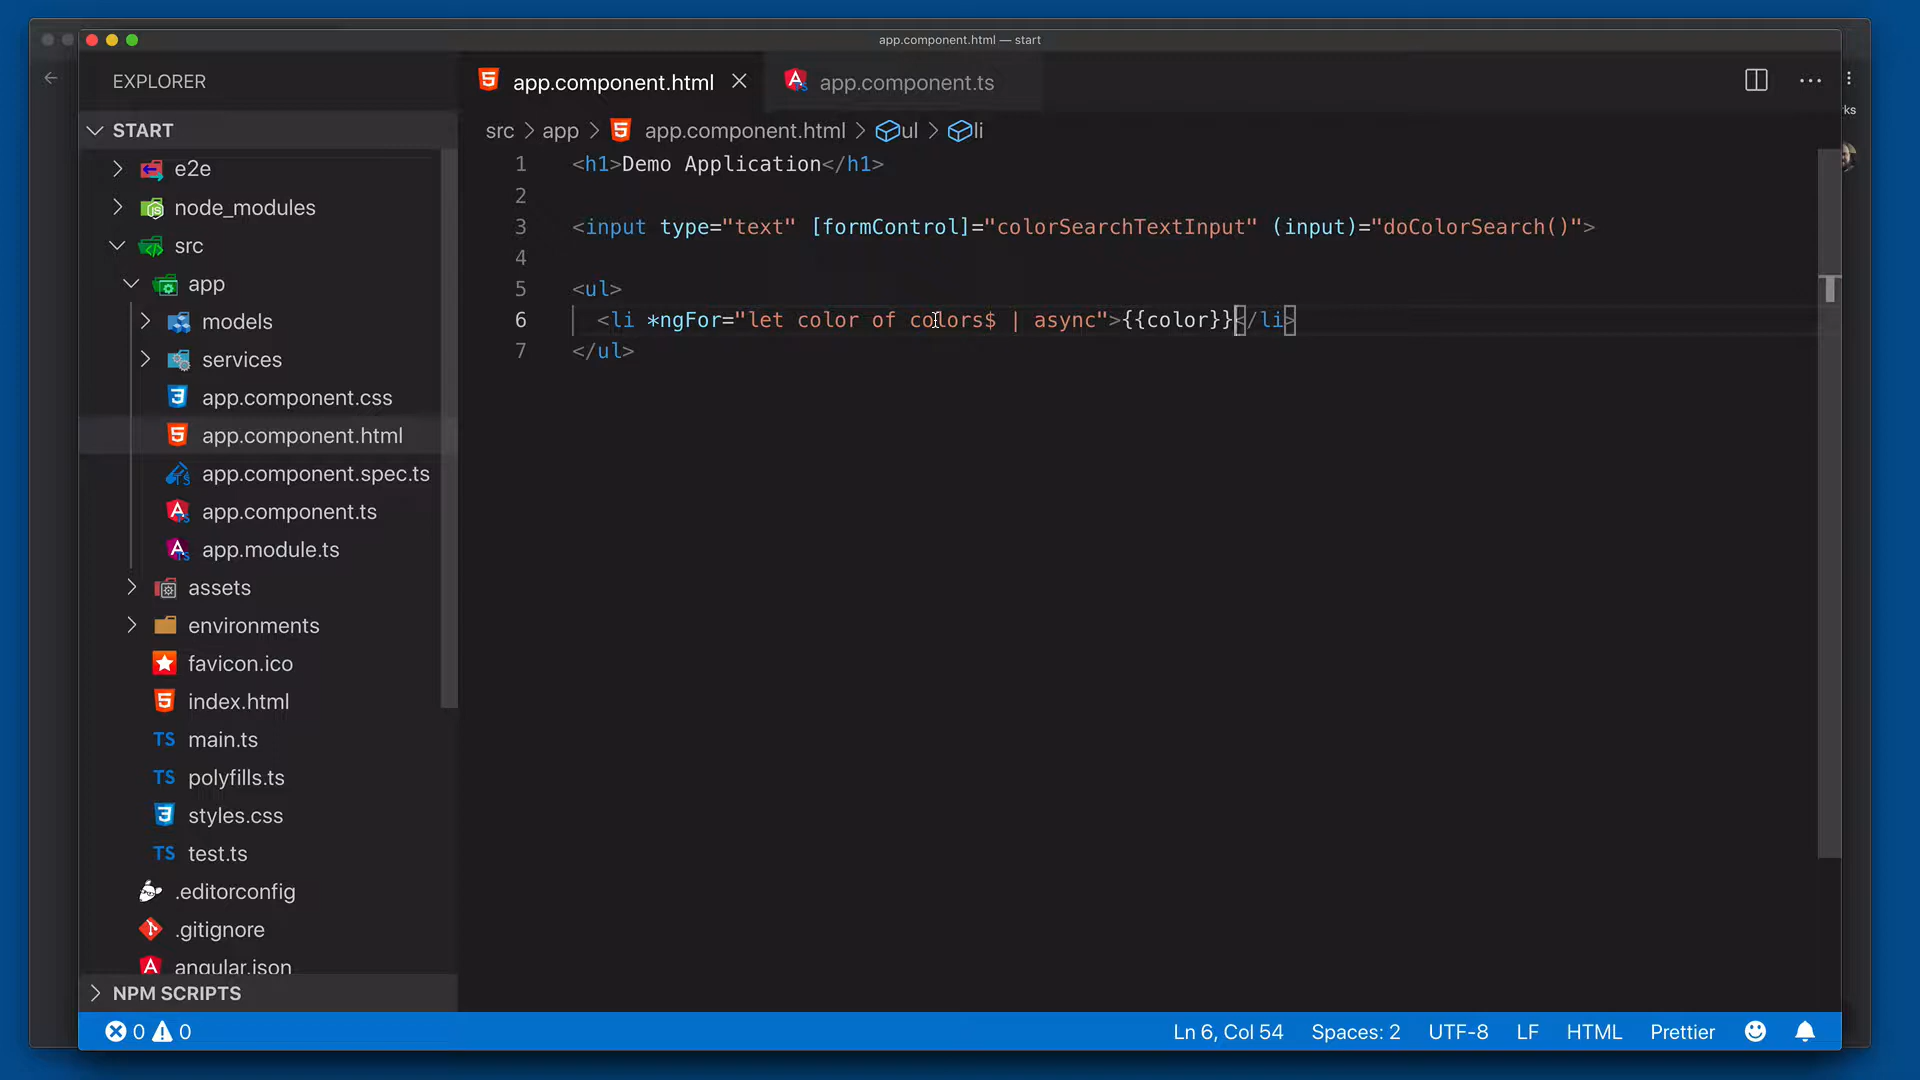 app.component.html — start
EXPLORER
app.component.html
app.component.ts
ks
START
src > app > app.component.html > ul > li
e2e
node_modules
src
app
models
services
app.component.css
app.component.html
app.component.spec.ts
app.component.ts
app.module.ts
assets
environments
favicon.ico
index.html
TS main.ts
TS polyfills.ts
styles.css
TS test.ts
.editorconfig
.gitignore
angular.json
NPM SCRIPTS
1 <h1>Demo Application</h1>
2
3 <input type="text" [formControl]="colorSearchTextInput" (input)="doColorSearch()">
4
5 <ul>
6 <li *ngFor="let color of colors$ | async">{{color}}</li>
7 </ul>
0 0
Ln 6, Col 54 Spaces: 2 UTF-8 LF HTML Prettier